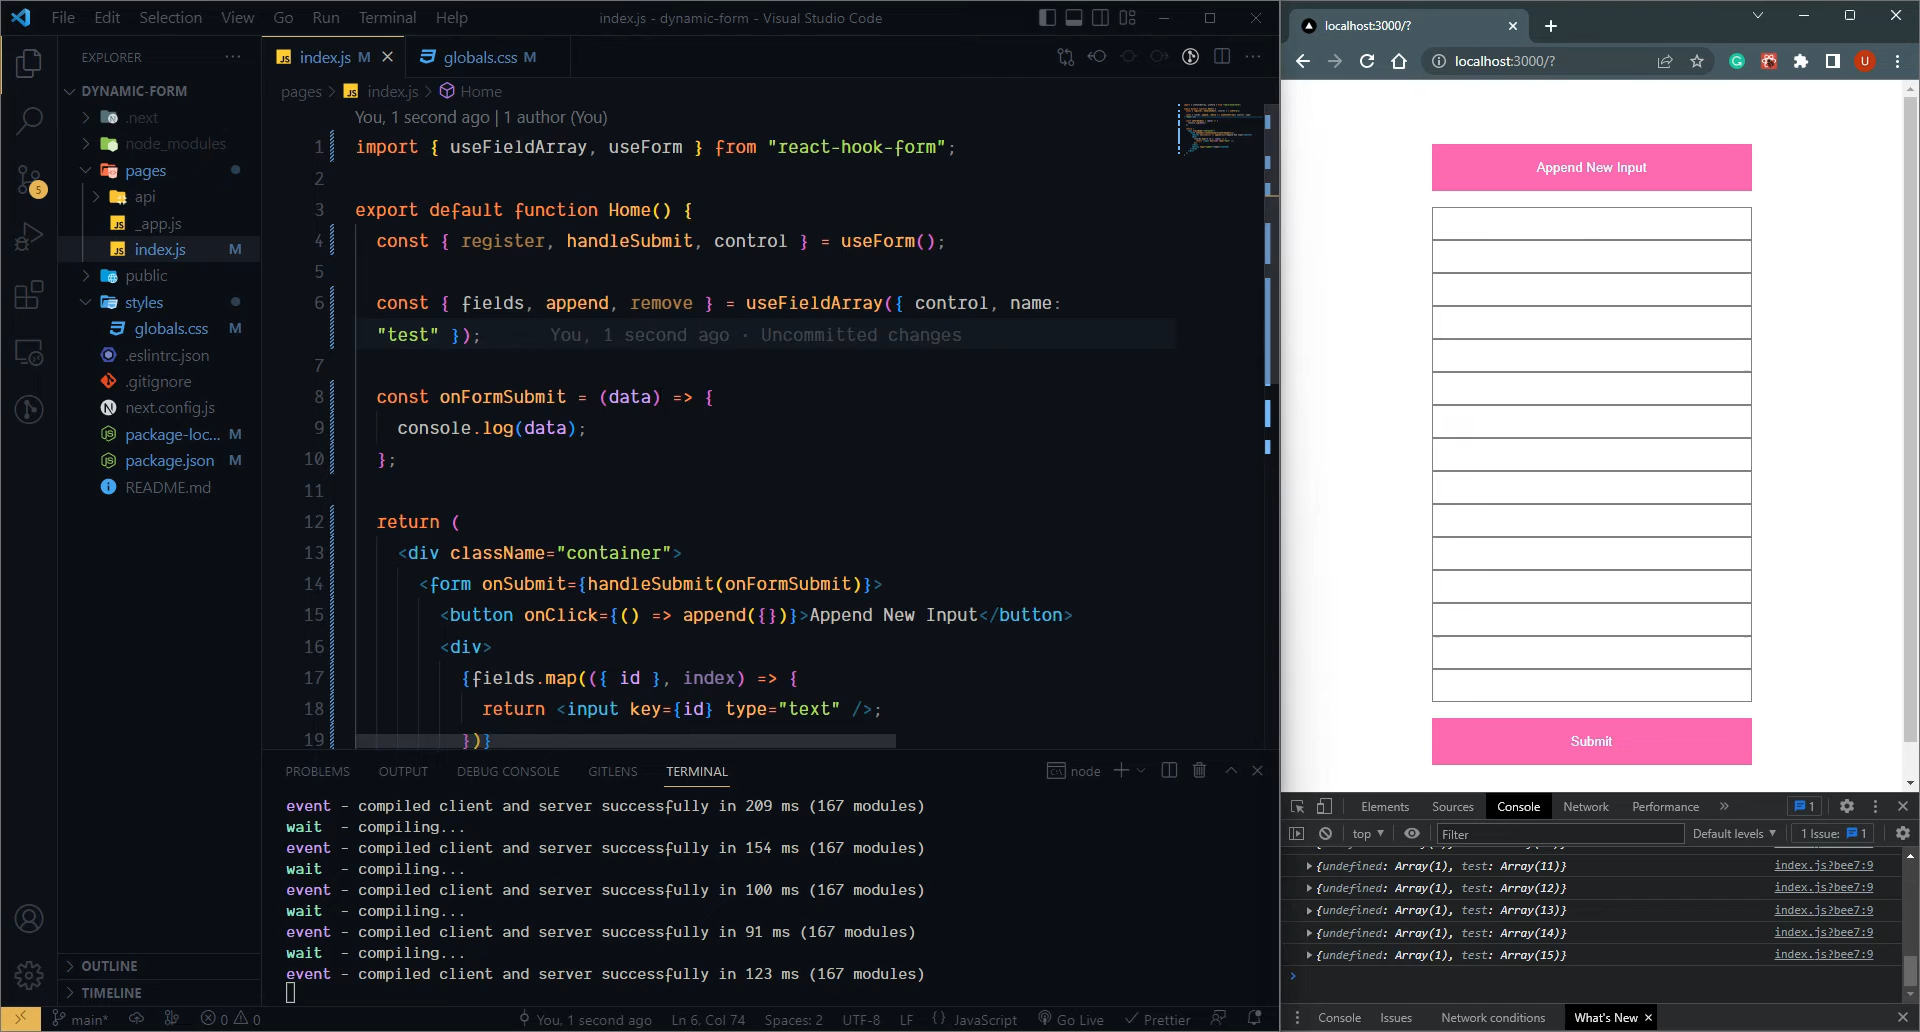 File Edit Selection View Go Run Terminal Help
index.js - dynamic-form - Visual Studio Code
EXPLORER
DYNAMIC-FORM
.next
node_modules
pages
api
_app.js
index.js M
public
styles
globals.css M
.eslintrc.json
.gitignore
next.config.js
package-loc... M
package.json M
README.md
OUTLINE
TIMELINE
5
index.js M
globals.css M
pages > index.js > Home
You, 1 second ago | 1 author (You)
1 import { useFieldArray, useForm } from "react-hook-form";
2
3 export default function Home() {
4 const { register, handleSubmit, control } = useForm();
5
6 const { fields, append, remove } = useFieldArray({ control, name:
"test" }); You, 1 second ago · Uncommitted changes
7
8 const onFormSubmit = (data) => {
9 console.log(data);
10 };
11
12 return (
13 <div className="container">
14 <form onSubmit={handleSubmit(onFormSubmit)}>
15 <button onClick={() => append({})}>Append New Input</button>
16 <div>
17 {fields.map(({ id }, index) => {
18 return <input key={id} type="text" />;
19 })}
PROBLEMS OUTPUT DEBUG CONSOLE GITLENS TERMINAL
node
event - compiled client and server successfully in 209 ms (167 modules)
wait - compiling...
event - compiled client and server successfully in 154 ms (167 modules)
wait - compiling...
event - compiled client and server successfully in 100 ms (167 modules)
wait - compiling...
event - compiled client and server successfully in 91 ms (167 modules)
wait - compiling...
event - compiled client and server successfully in 123 ms (167 modules)
main* 0 0 You, 1 second ago Ln 6, Col 74 Spaces: 2 UTF-8 LF {} JavaScript Go Live Prettier
localhost:3000/?
localhost:3000/?
U
Append New Input
Submit
Elements Sources Console Network Performance » 1
top Filter Default levels 1 Issue: 1
{undefined: Array(1), test: Array(11)} index.js?bee7:9
{undefined: Array(1), test: Array(12)} index.js?bee7:9
{undefined: Array(1), test: Array(13)} index.js?bee7:9
{undefined: Array(1), test: Array(14)} index.js?bee7:9
{undefined: Array(1), test: Array(15)} index.js?bee7:9
Console Issues Network conditions What's New